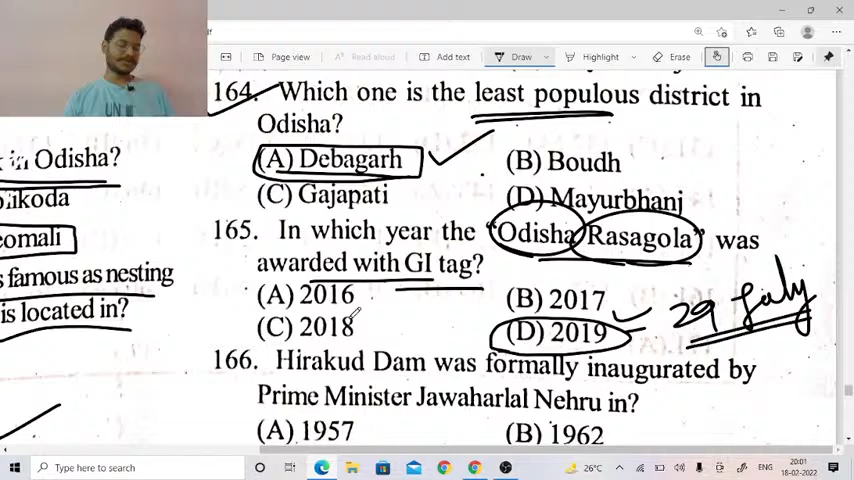 Page view
Read aloud
Add text
Draw
Highlight
Erase
UN
in Odisha?
eomali
s famous as nesting
is located in?
164. Which one is the least populous district in
Odisha?
(A) Debagarh (B) Boudh
(C) Gajapati (D) Mayurbhanj
165. In which year the "Odisha Rasagola" was
awarded with GI tag?
(A) 2016 (B) 2017
(C) 2018 (D) 2019
29 July
166. Hirakud Dam was formally inaugurated by
Prime Minister Jawaharlal Nehru in?
(A) 1957 (B) 1962
Type here to search
26°C
ENG
20:01
18-02-2022